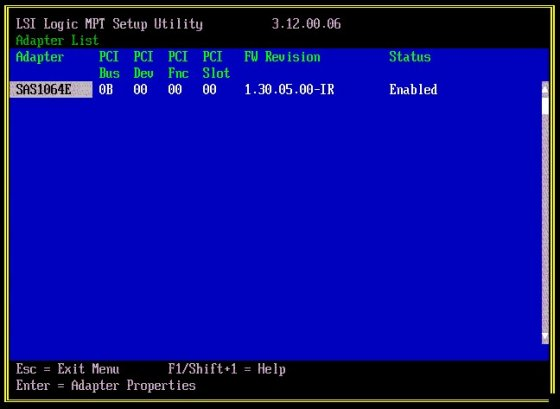 LSI Logic MPT Setup Utility 3.12.00.06
Adapter List
Adapter PCI PCI PCI PCI FW Revision Status
Bus Dev Fnc Slot
SAS1064E 0B 00 00 00 1.30.05.00-IR Enabled
Esc = Exit Menu F1/Shift+1 = Help
Enter = Adapter Properties